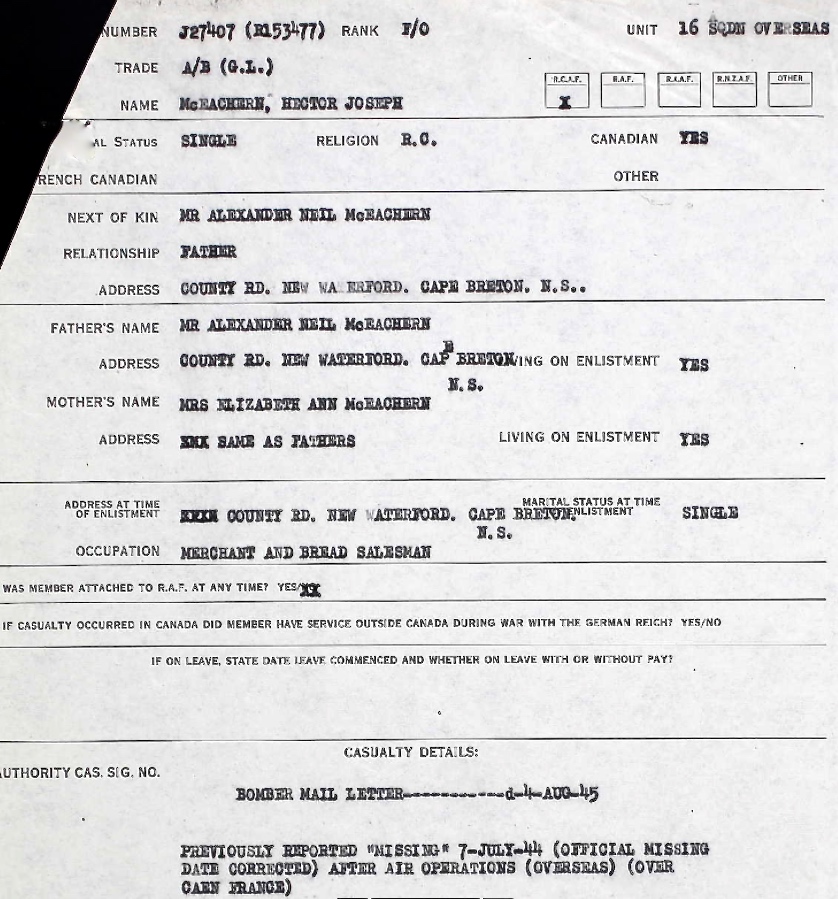 NUMBER J27407 (R153477) RANK F/O UNIT 16 SQDN OVERSEAS
TRADE A/B (G.L.)
R.C.A.F. R.A.F. R.A.A.F. R.N.Z.A.F. OTHER
NAME McEACHERN, HECTOR JOSEPH X
AL STATUS SINGLE RELIGION R.C. CANADIAN YES
RENCH CANADIAN OTHER
NEXT OF KIN MR ALEXANDER NEIL McEACHERN
RELATIONSHIP FATHER
ADDRESS COUNTY RD. NEW WA ERFORD. CAPE BRETON. N.S..
FATHER'S NAME MR ALEXANDER NEIL McEACHERN
ADDRESS COUNTY RD. NEW WATERFORD. CAPE BRETON VING ON ENLISTMENT YES
N.S.
MOTHER'S NAME MRS ELIZABETH ANN McEACHERN
ADDRESS XXX SAME AS FATHERS LIVING ON ENLISTMENT YES
ADDRESS AT TIME MARITAL STATUS AT TIME
OF ENLISTMENT XXXX COUNTY RD. NEW WATERFORD. CAPE BRETON. ENLISTMENT SINGLE
N.S.
OCCUPATION MERCHANT AND BREAD SALESMAN
WAS MEMBER ATTACHED TO R.A.F. AT ANY TIME? YES/XX
IF CASUALTY OCCURRED IN CANADA DID MEMBER HAVE SERVICE OUTSIDE CANADA DURING WAR WITH THE GERMAN REICH? YES/NO
IF ON LEAVE, STATE DATE LEAVE COMMENCED AND WHETHER ON LEAVE WITH OR WITHOUT PAY?
CASUALTY DETAILS:
AUTHORITY CAS. SIG. NO.
BOMBER MAIL LETTER-----------d-4-AUG-45
PREVIOUSLY REPORTED "MISSING" 7-JULY-44 (OFFICIAL MISSING
DATE CORRECTED) AFTER AIR OPERATIONS (OVERSEAS) (OVER
CAEN FRANCE)